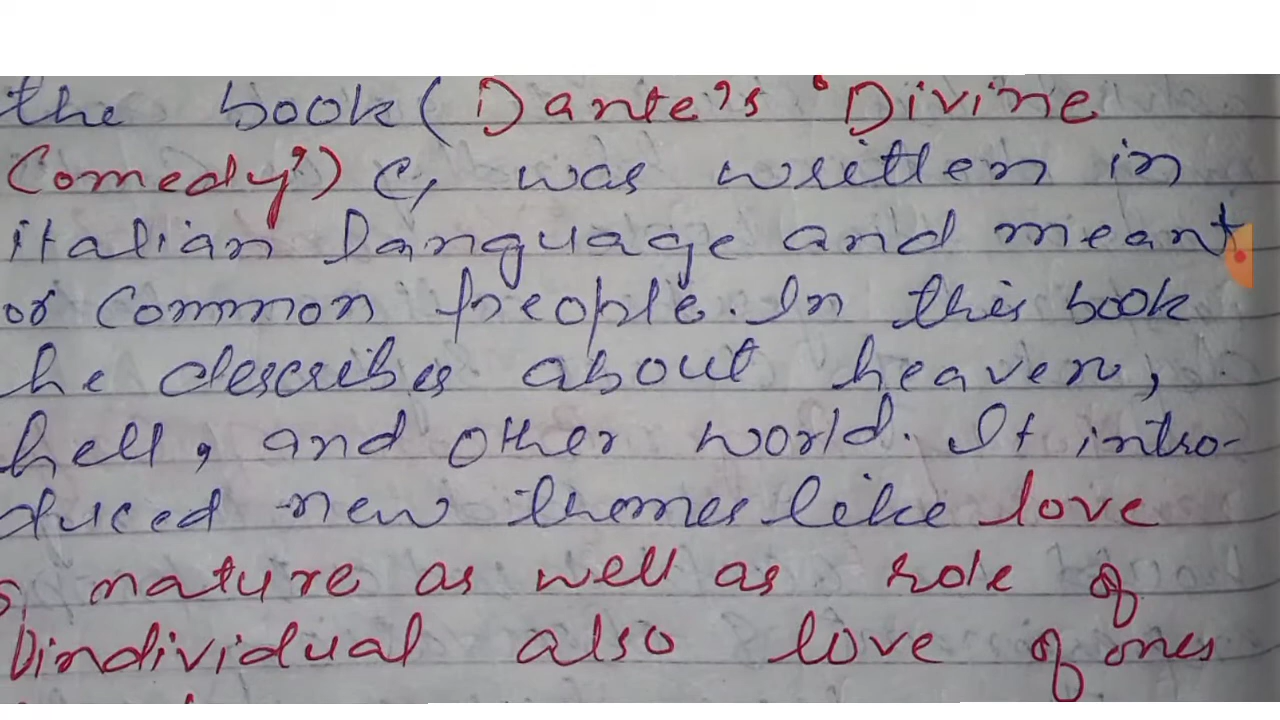 the book (Dante's 'Divine
Comedy') was written in
italian Language and meant
of Common people. In this book
he describes about heaven,
hell, and other world. It intro-
duced new themes like love
nature as well as role of
individual also love of ones